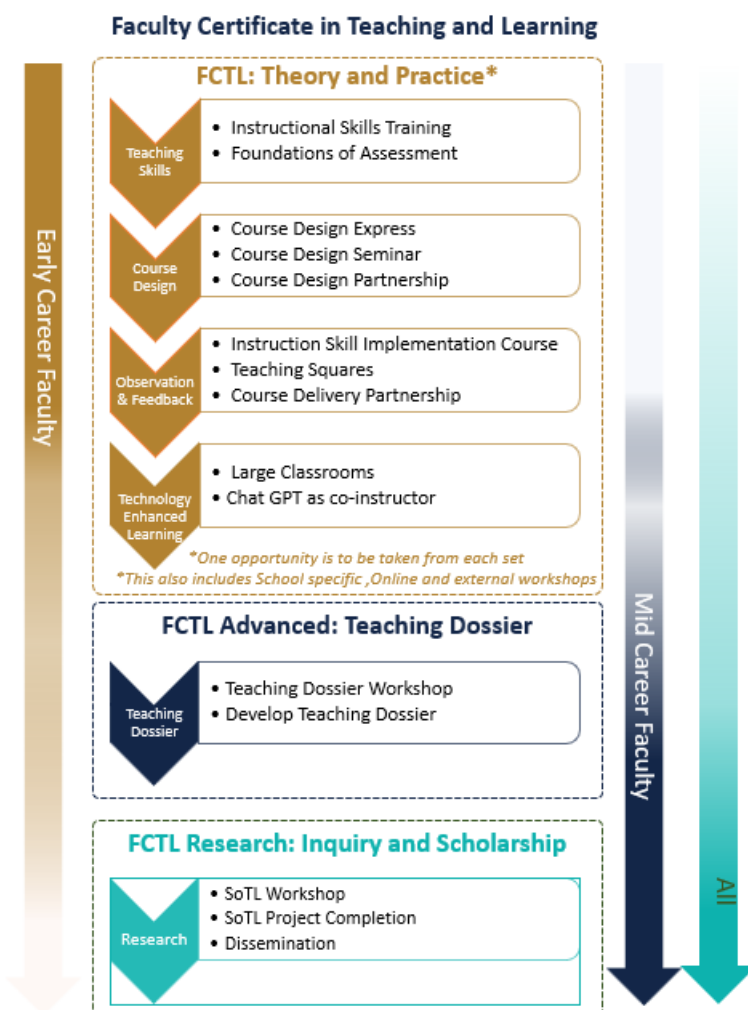 Faculty Certificate in Teaching and Learning
FCTL: Theory and Practice*
Teaching
Skills
• Instructional Skills Training
• Foundations of Assessment
Course
Design
• Course Design Express
• Course Design Seminar
• Course Design Partnership
Observation
& Feedback
• Instruction Skill Implementation Course
• Teaching Squares
• Course Delivery Partnership
Technology
Enhanced
Learning
• Large Classrooms
• Chat GPT as co-instructor
*One opportunity is to be taken from each set
*This also includes School specific ,Online and external workshops
FCTL Advanced: Teaching Dossier
Teaching
Dossier
• Teaching Dossier Workshop
• Develop Teaching Dossier
FCTL Research: Inquiry and Scholarship
Research
• SoTL Workshop
• SoTL Project Completion
• Dissemination
Early Career Faculty
Mid Career Faculty
All